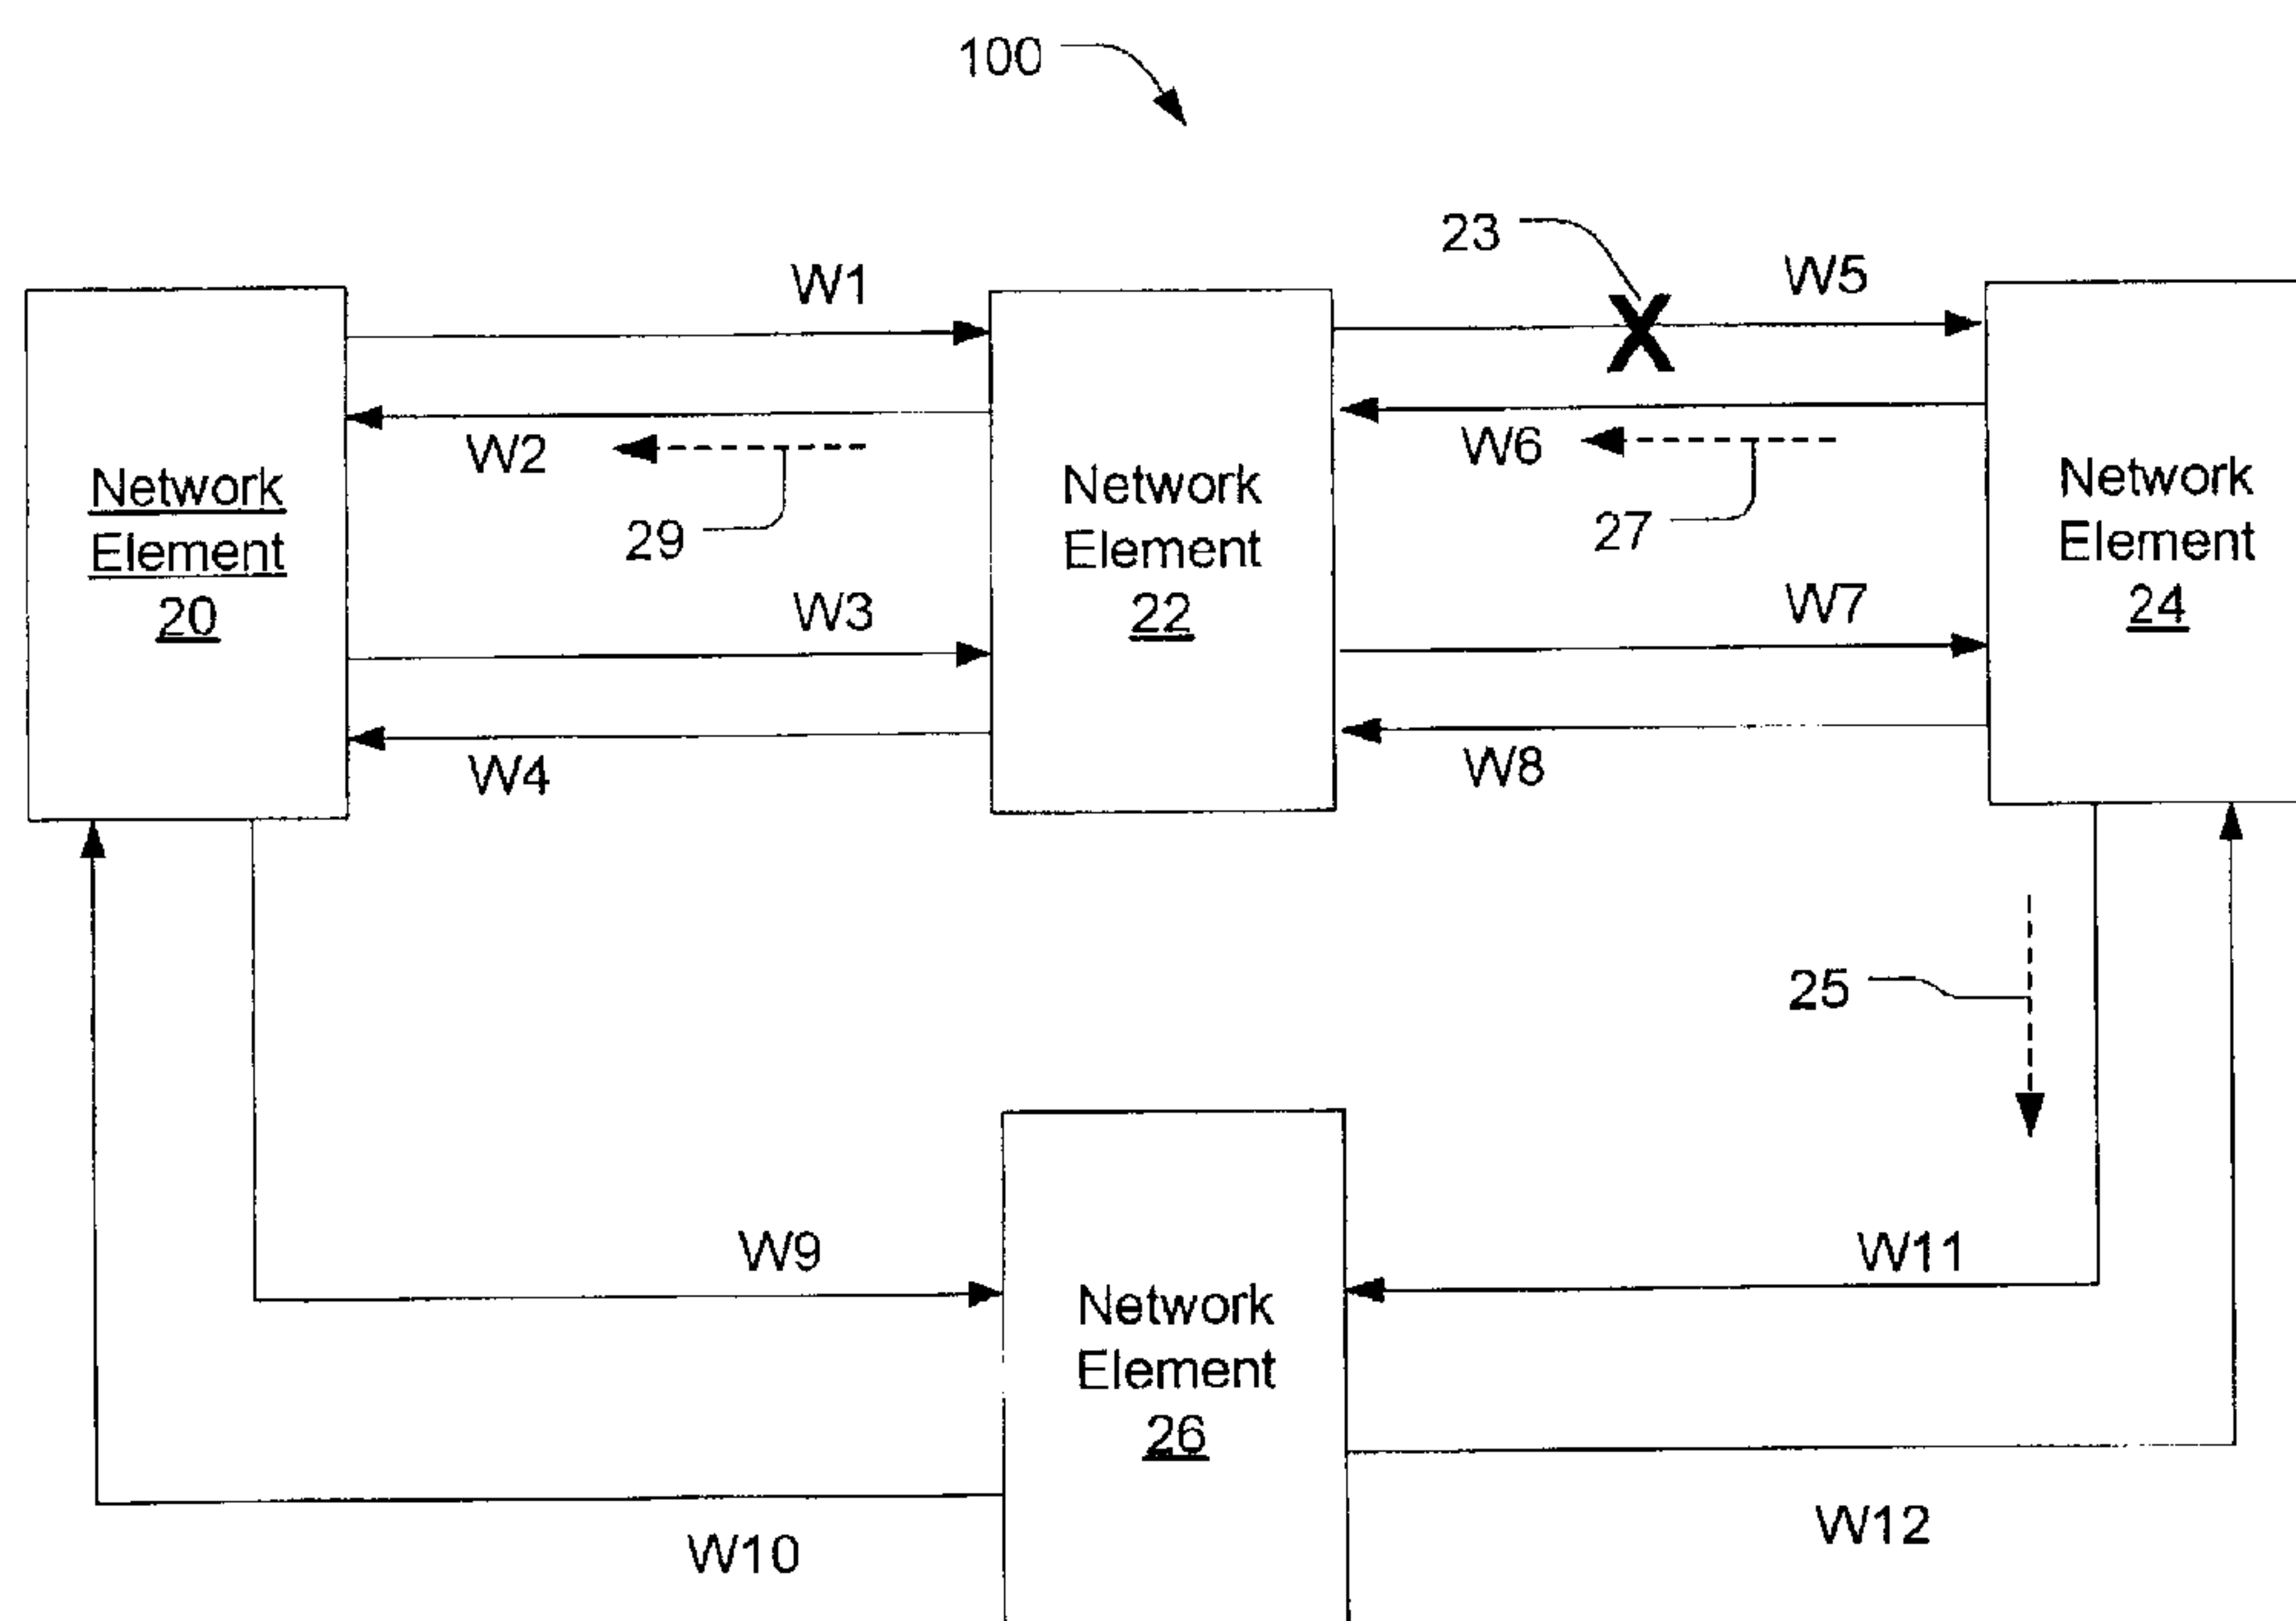 100
23
W1
W5
W2
W6
Network
Element
20
Network
Element
22
Network
Element
24
29
27
W3
W7
W4
W8
25
W9
W11
Network
Element
26
W10
W12
X